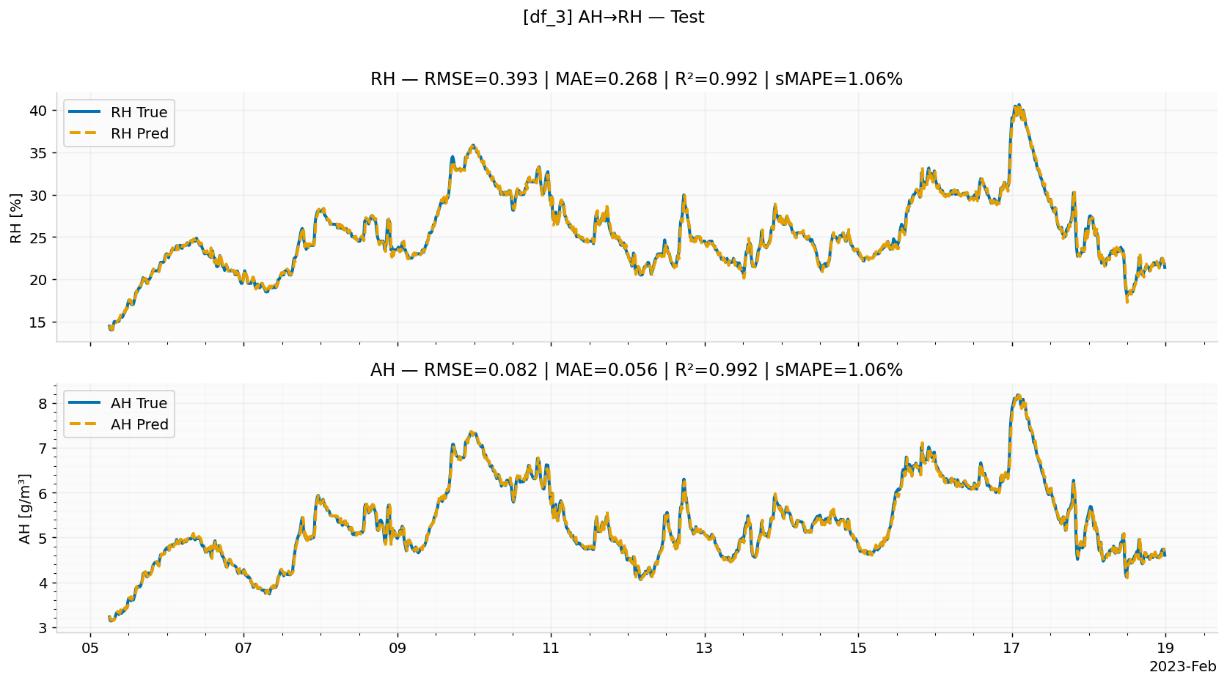 [df_3] AH→RH — Test
RH — RMSE=0.393 | MAE=0.268 | R²=0.992 | sMAPE=1.06%
RH True
RH Pred
RH [%]
40
35
30
25
20
15
AH — RMSE=0.082 | MAE=0.056 | R²=0.992 | sMAPE=1.06%
AH True
AH Pred
AH [g/m³]
8
7
6
5
4
3
05 07 09 11 13 15 17 19
2023-Feb